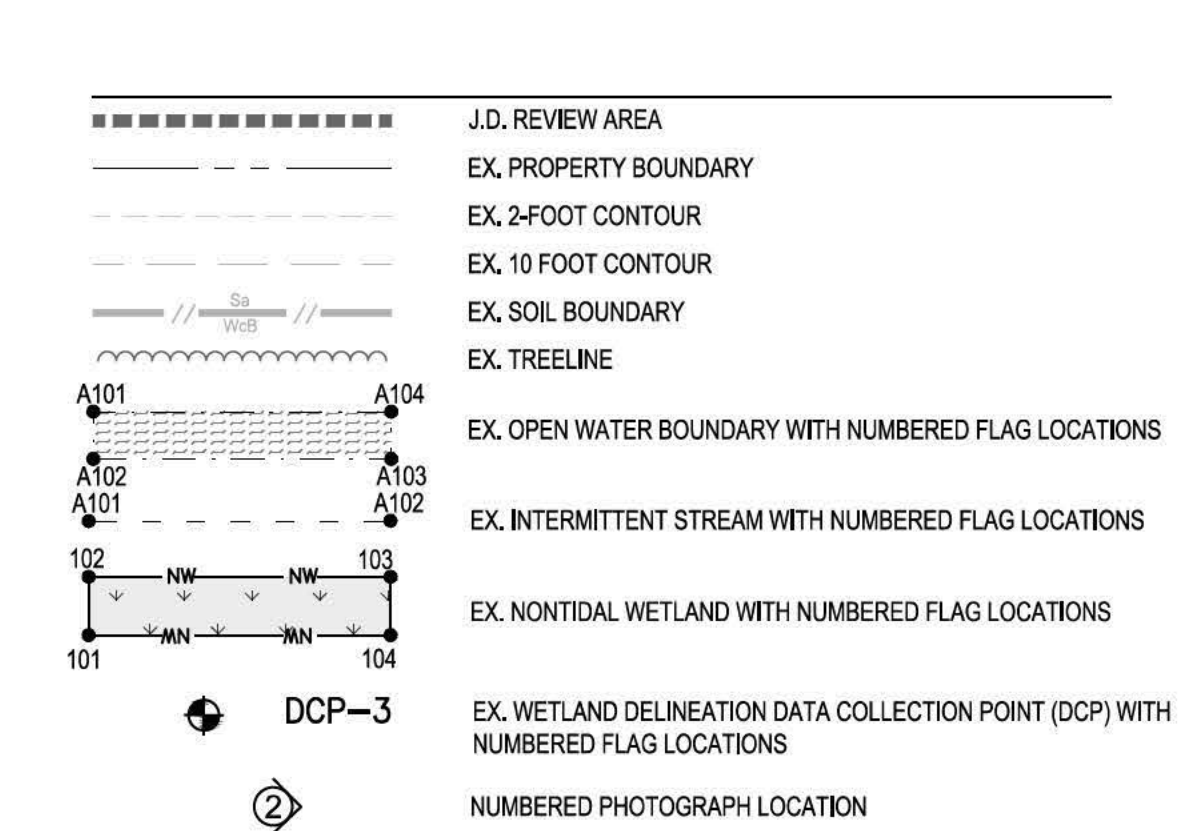 J.D. REVIEW AREA
EX. PROPERTY BOUNDARY
EX. 2-FOOT CONTOUR
EX. 10 FOOT CONTOUR
Sa
WcB
EX. SOIL BOUNDARY
EX. TREELINE
A101 A104
EX. OPEN WATER BOUNDARY WITH NUMBERED FLAG LOCATIONS
A102 A103
A101 A102
EX. INTERMITTENT STREAM WITH NUMBERED FLAG LOCATIONS
102 103
NW NW
EX. NONTIDAL WETLAND WITH NUMBERED FLAG LOCATIONS
NW NW
101 104
DCP-3
EX. WETLAND DELINEATION DATA COLLECTION POINT (DCP) WITH
NUMBERED FLAG LOCATIONS
2
NUMBERED PHOTOGRAPH LOCATION